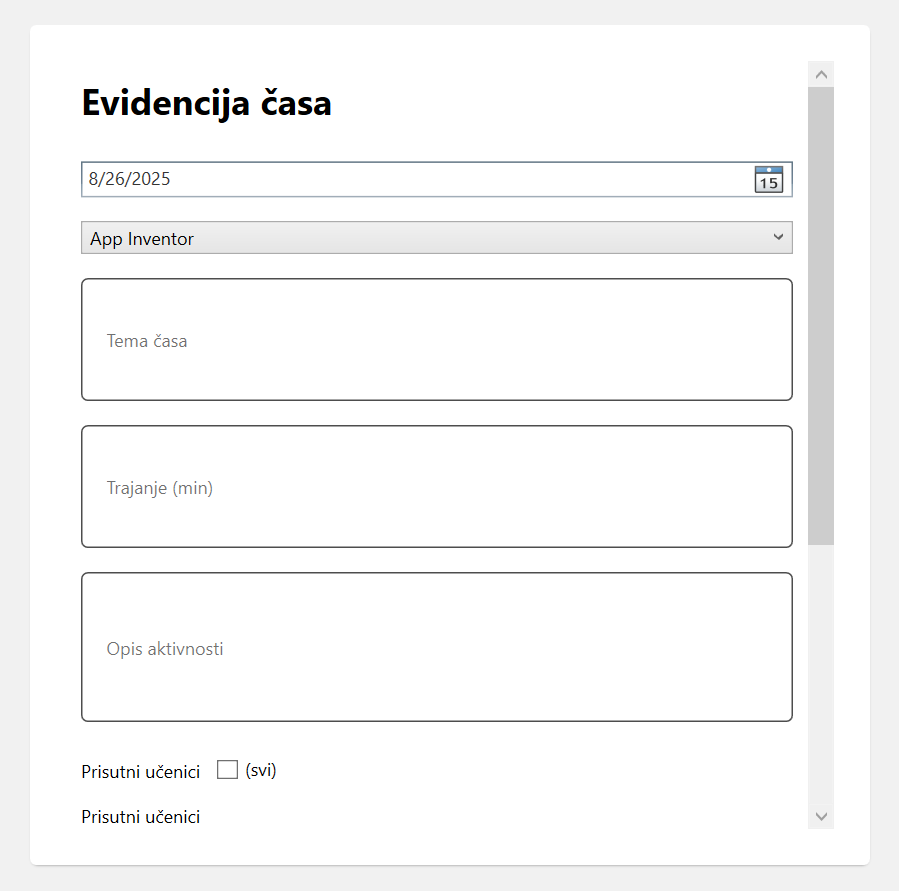 Evidencija časa
8/26/2025
15
App Inventor
Tema časa
Trajanje (min)
Opis aktivnosti
Prisutni učenici (svi)
Prisutni učenici